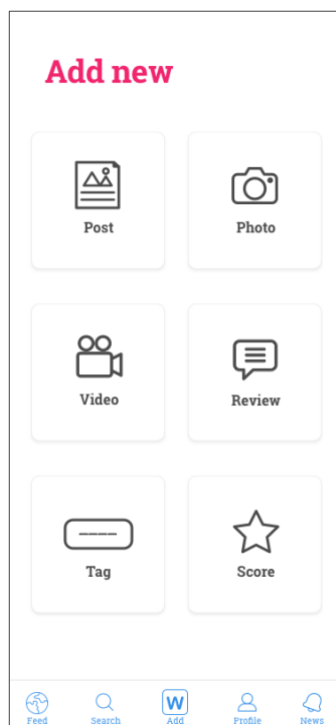 Add new
Post Photo
Video Review
Tag Score
W
Feed Search Add Profile News